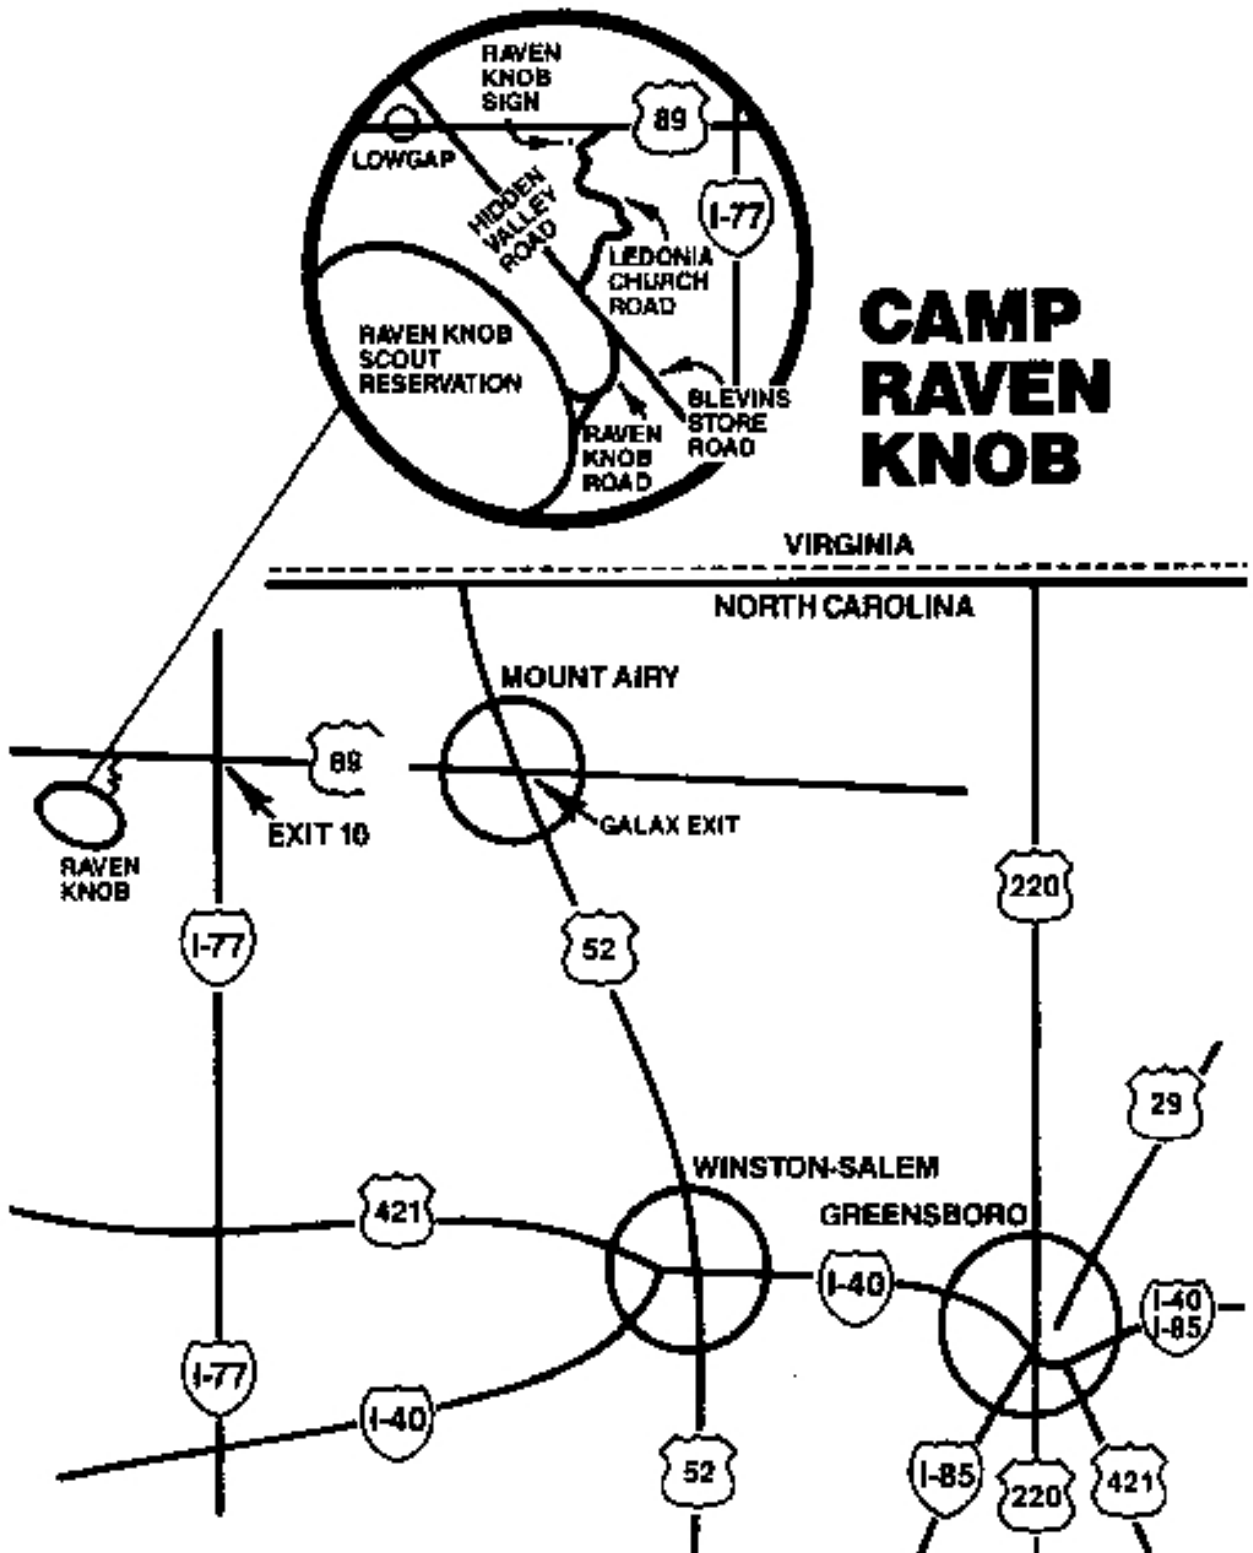 RAVEN
KNOB
SIGN
89
LOWGAP
HIDDEN
VALLEY
ROAD
I-77
LEDONIA
CHURCH
ROAD
RAVEN KNOB
SCOUT
RESERVATION
BLEVINS
STORE
ROAD
RAVEN
KNOB
ROAD
CAMP
RAVEN
KNOB
VIRGINIA
NORTH CAROLINA
MOUNT AIRY
89
EXIT 10
GALAX EXIT
RAVEN
KNOB
220
I-77
52
29
WINSTON-SALEM
421
GREENSBORO
I-40
I-40
I-85
I-77
I-40
52
I-85
220
421